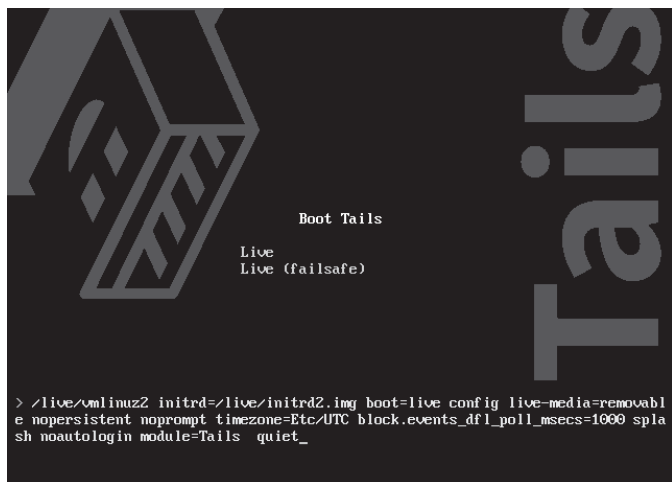 Tails
Boot Tails
Live
Live (failsafe)
> /live/vmlinuz2 initrd=/live/initrd2.img boot=live config live-media=removabl
e nopersistent noprompt timezone=Etc/UTC block.events_dfl_poll_msecs=1000 spla
sh noautologin module=Tails  quiet_